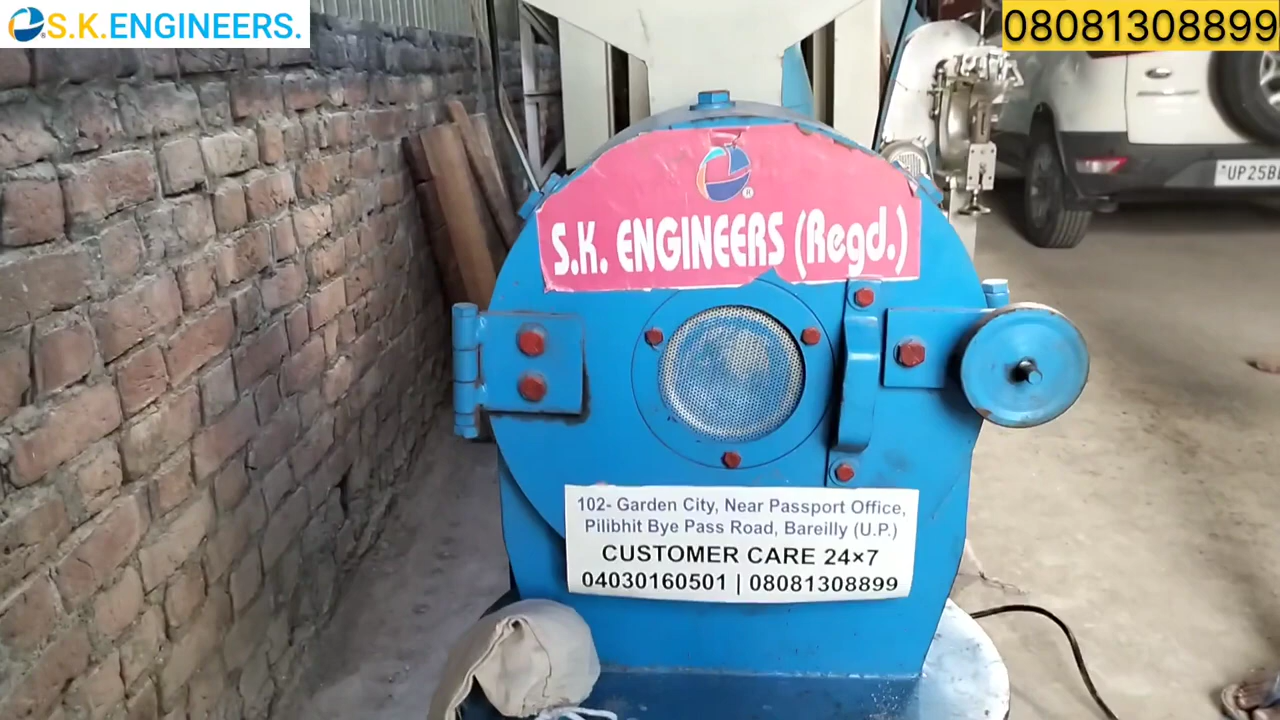 S.K.ENGINEERS.
08081308899
S.K. ENGINEERS (Regd.)
102- Garden City, Near Passport Office,
Pilibhit Bye Pass Road, Bareilly (U.P.)
CUSTOMER CARE 24×7
04030160501 | 08081308899